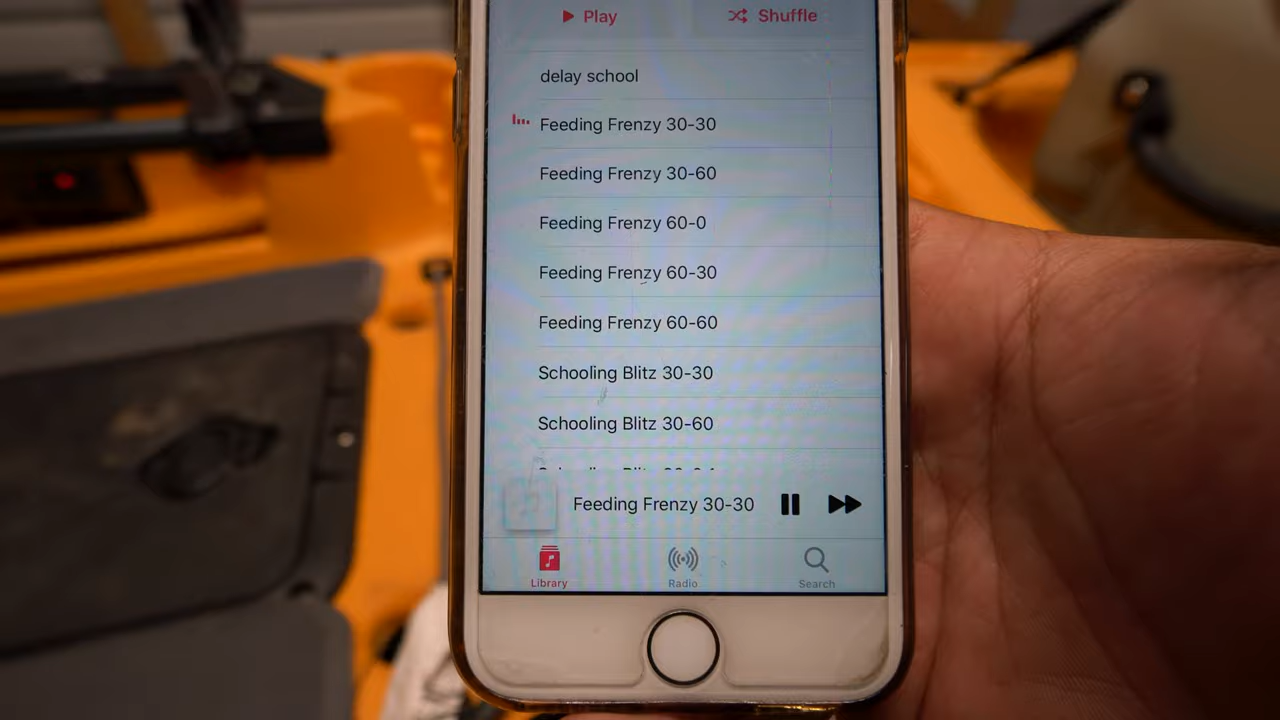 Play
Shuffle
delay school
Feeding Frenzy 30-30
Feeding Frenzy 30-60
Feeding Frenzy 60-0
Feeding Frenzy 60-30
Feeding Frenzy 60-60
Schooling Blitz 30-30
Schooling Blitz 30-60
Feeding Frenzy 30-30
Library
Radio
Search